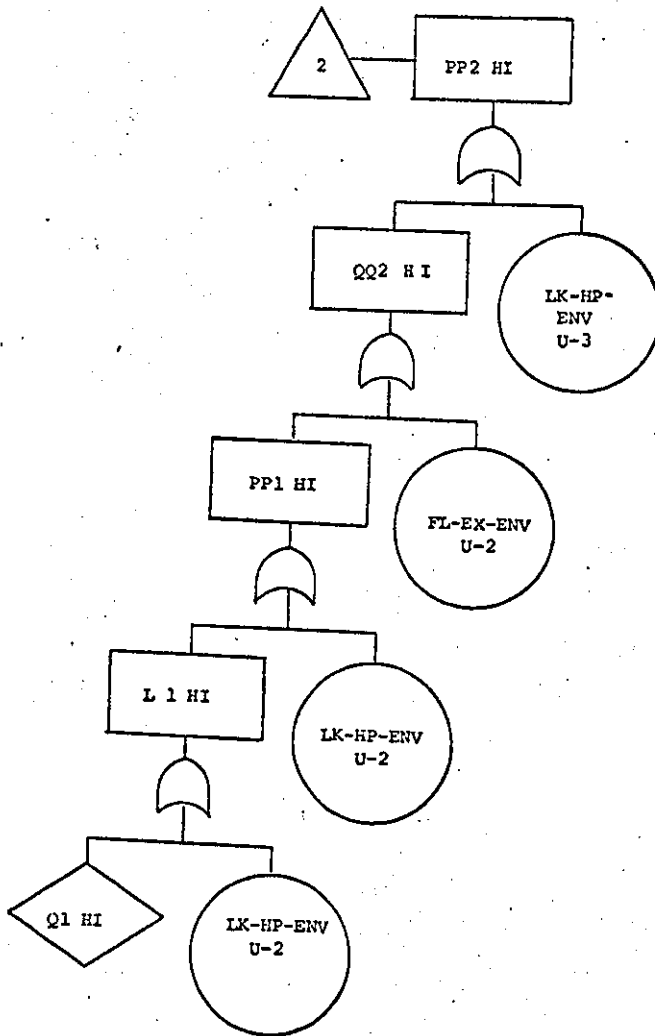 2
PP2 HI
QQ2 H I
LK-HP-
ENV
U-3
PP1 HI
FL-EX-ENV
U-2
L 1 HI
LK-HP-ENV
U-2
Q1 HI
LK-HP-ENV
U-2